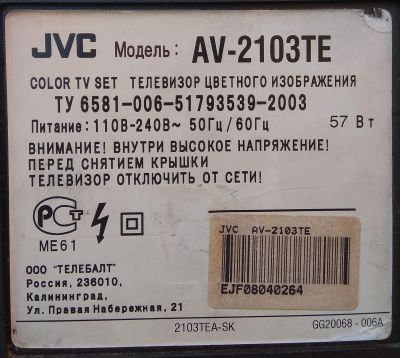 JVC Модель: AV-2103TE
COLOR TV SET ТЕЛЕВИЗОР ЦВЕТНОГО ИЗОБРАЖЕНИЯ
ТУ 6581-006-51793539-2003
Питание: 110В-240В~ 50Гц/60Гц 57 Вт
ВНИМАНИЕ! ВНУТРИ ВЫСОКОЕ НАПРЯЖЕНИЕ!
ПЕРЕД СНЯТИЕМ КРЫШКИ
ТЕЛЕВИЗОР ОТКЛЮЧИТЬ ОТ СЕТИ!
РСТ
ME61
JVC AV-2103TE
EJF08040264
ООО "ТЕЛЕБАЛТ"
Россия, 236010,
Калининград,
Ул. Правая Набережная, 21
2103TEA-SK GG20068 - 006A